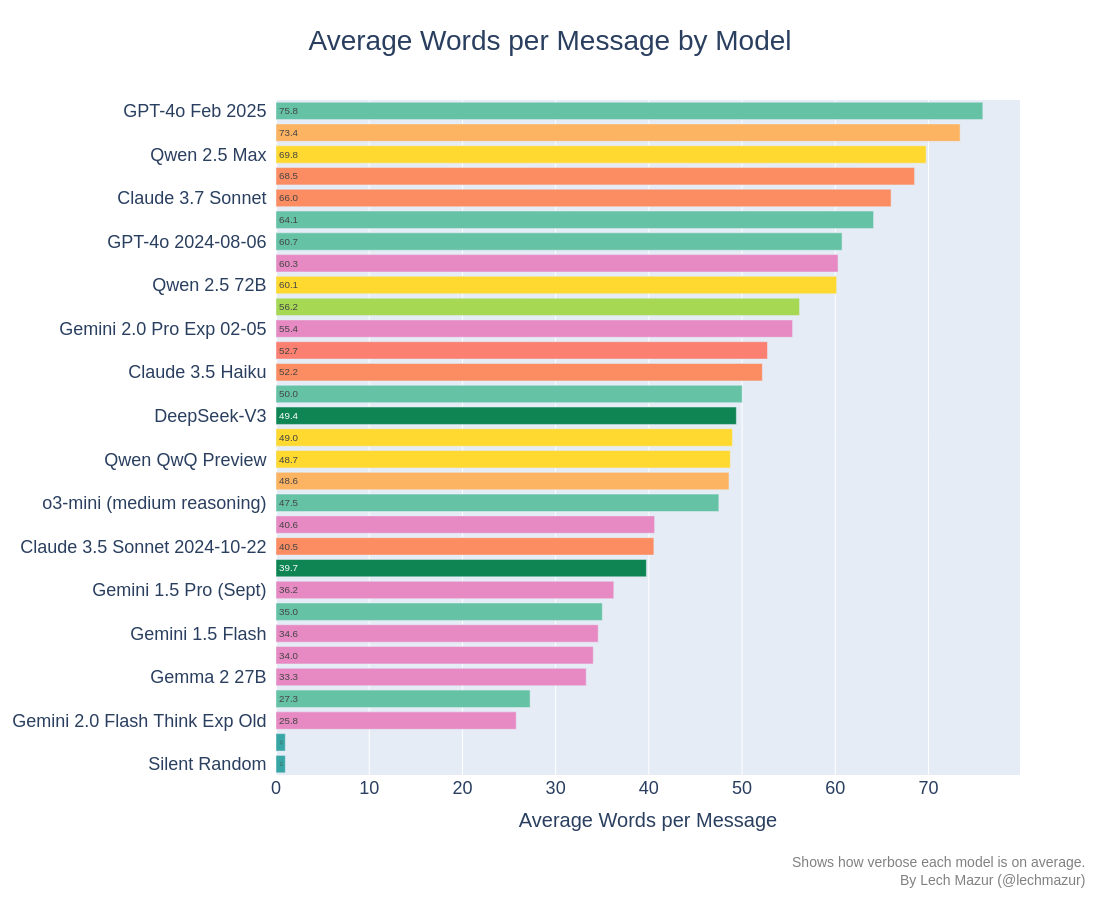 Average Words per Message by Model
GPT-4o Feb 2025 75.8
73.4
Qwen 2.5 Max 69.8
68.5
Claude 3.7 Sonnet 66.0
64.1
GPT-4o 2024-08-06 60.7
60.3
Qwen 2.5 72B 60.1
56.2
Gemini 2.0 Pro Exp 02-05 55.4
52.7
Claude 3.5 Haiku 52.2
50.0
DeepSeek-V3 49.4
49.0
Qwen QwQ Preview 48.7
48.6
o3-mini (medium reasoning) 47.5
40.6
Claude 3.5 Sonnet 2024-10-22 40.5
39.7
Gemini 1.5 Pro (Sept) 36.2
35.0
Gemini 1.5 Flash 34.6
34.0
Gemma 2 27B 33.3
27.3
Gemini 2.0 Flash Think Exp Old 25.8
Silent Random
0 10 20 30 40 50 60 70
Average Words per Message
Shows how verbose each model is on average.
By Lech Mazur (@lechmazur)